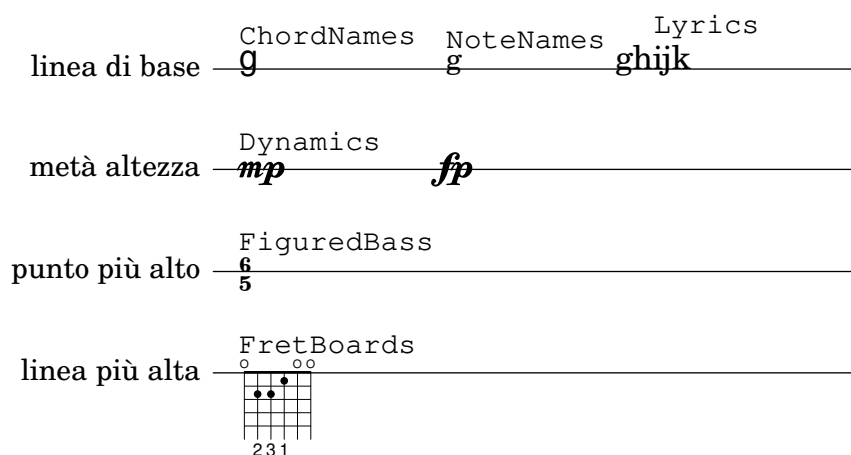 ChordNames NoteNames Lyrics
linea di base g g ghijk
Dynamics
metà altezza mp fp
FiguredBass
punto più alto 6
5
FretBoards
o o o
linea più alta
231